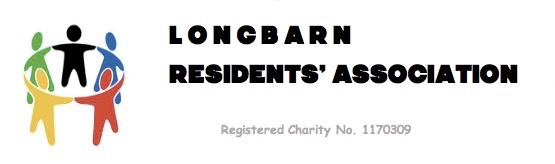 LONGBARN
RESIDENTS' ASSOCIATION
Registered Charity No. 1170309